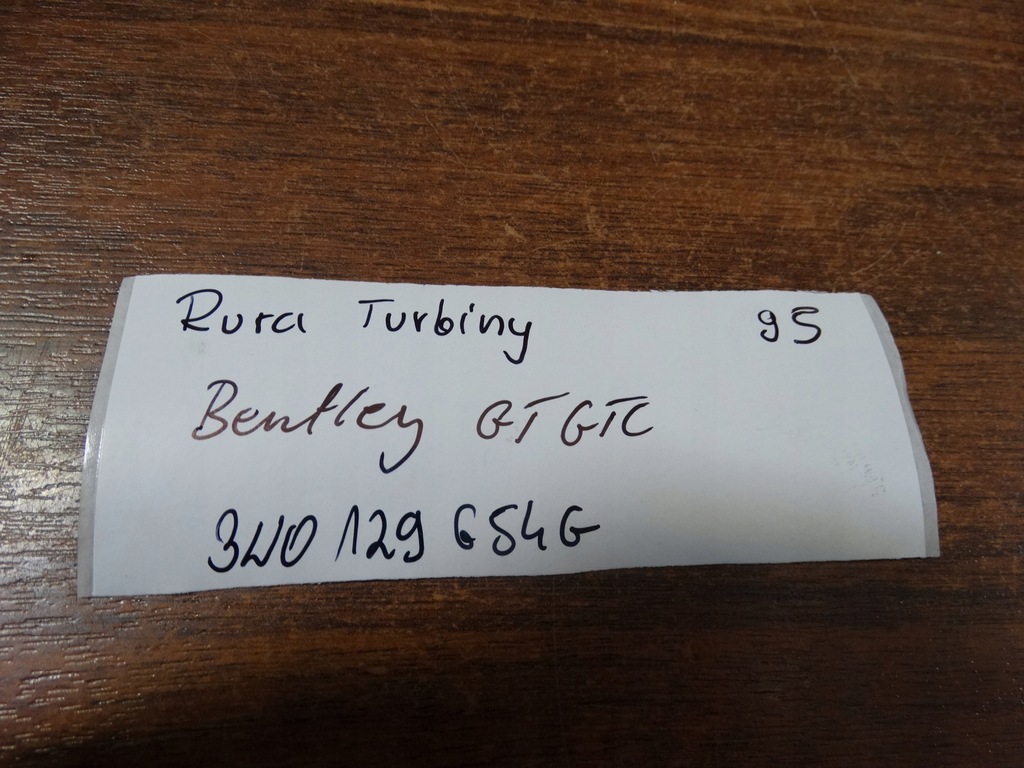 Rura Turbiny 95
Bentley GT GTC
3W0 129 654G